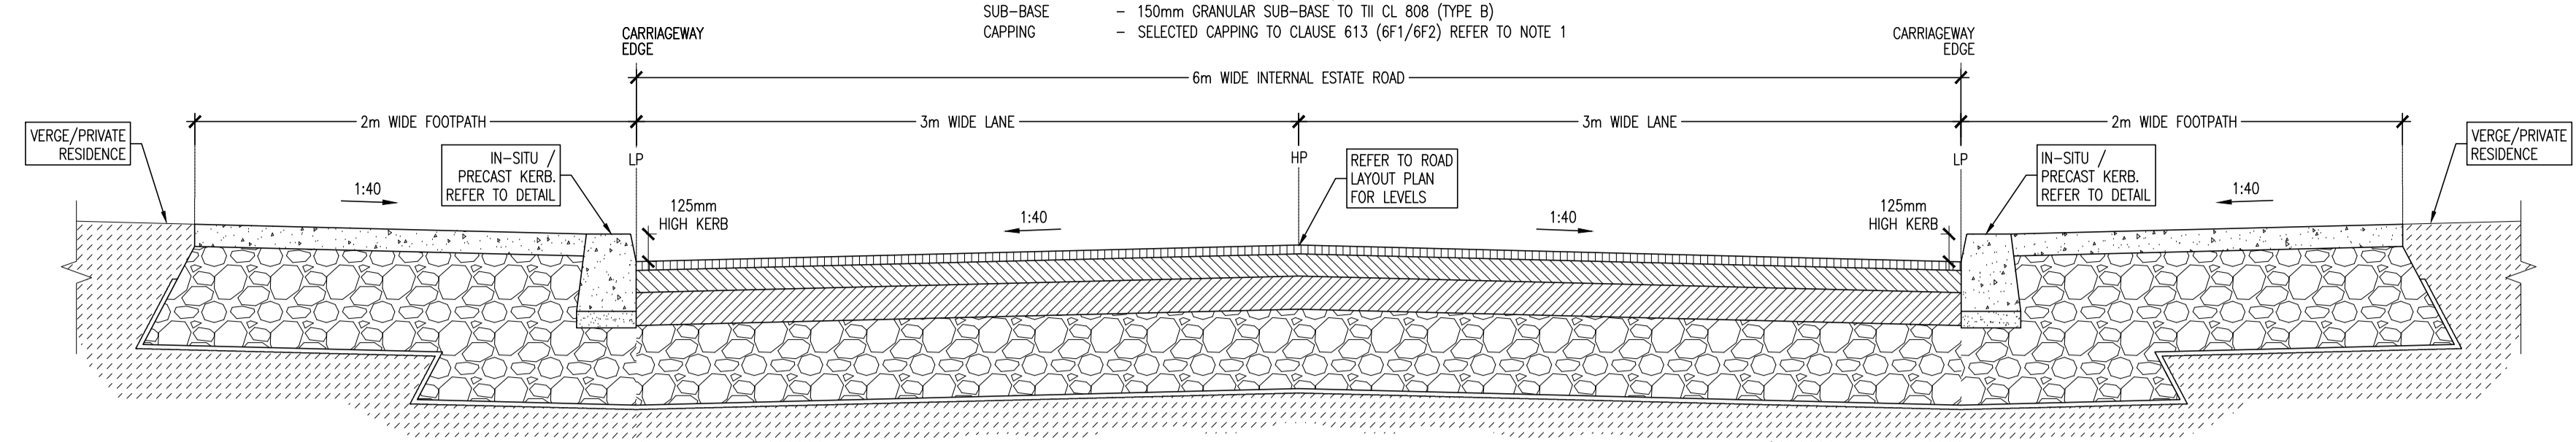 SUB-BASE - 150mm GRANULAR SUB-BASE TO TII CL 808 (TYPE B)
CAPPING - SELECTED CAPPING TO CLAUSE 613 (6F1/6F2) REFER TO NOTE 1
CARRIAGEWAY
EDGE
CARRIAGEWAY
EDGE
6m WIDE INTERNAL ESTATE ROAD
2m WIDE FOOTPATH
3m WIDE LANE
3m WIDE LANE
2m WIDE FOOTPATH
VERGE/PRIVATE
RESIDENCE
IN-SITU /
PRECAST KERB.
REFER TO DETAIL
LP
HP
REFER TO ROAD
LAYOUT PLAN
FOR LEVELS
LP
IN-SITU /
PRECAST KERB.
REFER TO DETAIL
VERGE/PRIVATE
RESIDENCE
1:40
125mm
HIGH KERB
1:40
1:40
125mm
HIGH KERB
1:40